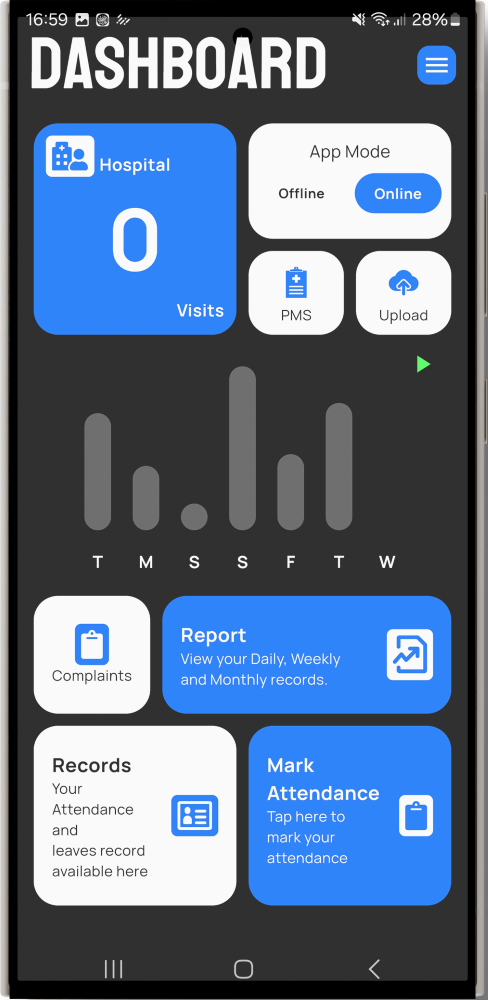 16:59 28%
DASHBOARD
Hospital
0
Visits
App Mode
Offline Online
PMS
Upload
T M S S F T W
Complaints
Report
View your Daily, Weekly
and Monthly records.
Records
Your
Attendance
and
leaves record
available here
Mark
Attendance
Tap here to
mark your
attendance